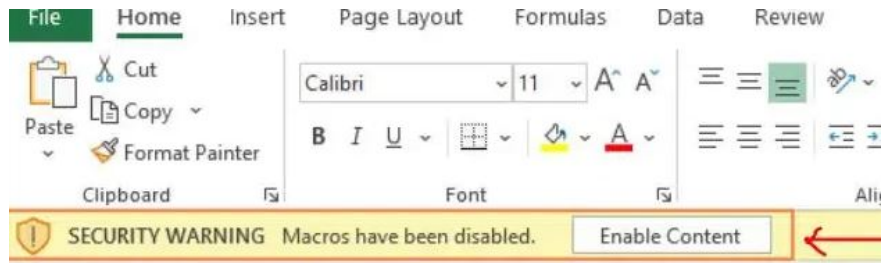 File Home Insert Page Layout Formulas Data Review
Cut
Calibri 11 A A
Copy
Paste
B I U A
Format Painter
Clipboard Font
SECURITY WARNING Macros have been disabled. Enable Content